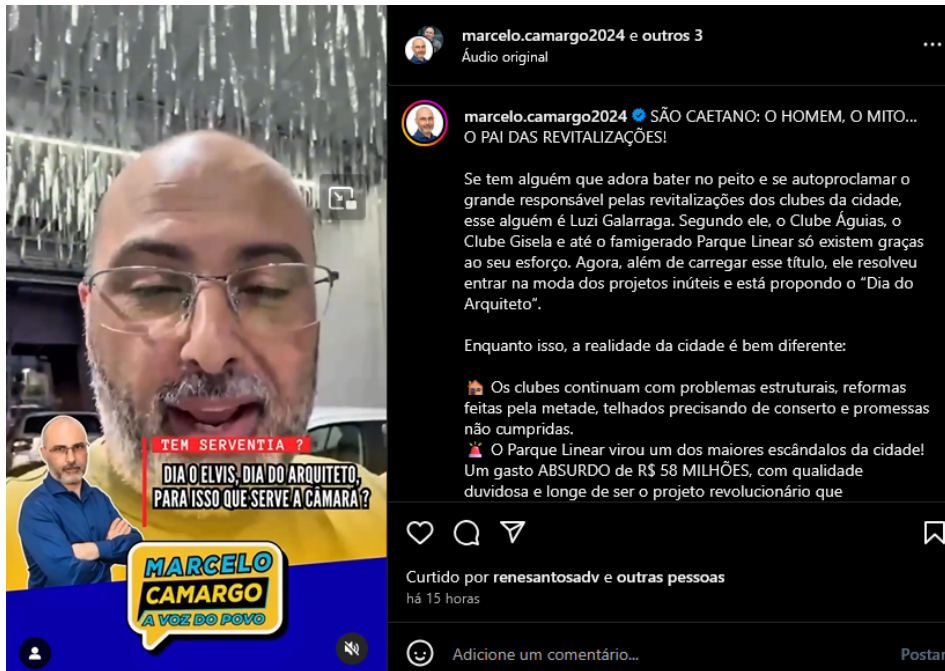 marcelo.camargo2024 e outros 3
Áudio original
marcelo.camargo2024 SÃO CAETANO: O HOMEM, O MITO...
O PAI DAS REVITALIZAÇÕES!
Se tem alguém que adora bater no peito e se autoproclamar o
grande responsável pelas revitalizações dos clubes da cidade,
esse alguém é Luzi Galarraga. Segundo ele, o Clube Águias, o
Clube Gisela e até o famigerado Parque Linear só existem graças
ao seu esforço. Agora, além de carregar esse título, ele resolveu
entrar na moda dos projetos inúteis e está propondo o “Dia do
Arquiteto“.
Enquanto isso, a realidade da cidade é bem diferente:
🏠 Os clubes continuam com problemas estruturais, reformas
feitas pela metade, telhados precisando de conserto e promessas
não cumpridas.
🚨 O Parque Linear virou um dos maiores escândalos da cidade!
Um gasto ABSURDO de R$ 58 MILHÕES, com qualidade
duvidosa e longe de ser o projeto revolucionário que
TEM SERVENTIA ?
DIA O ELVIS, DIA DO ARQUITETO,
PARA ISSO QUE SERVE A CÂMARA ?
MARCELO
CAMARGO
A VOZ DO POVO
Curtido por renesantosadv e outras pessoas
há 15 horas
Adicione um comentário...
Postar